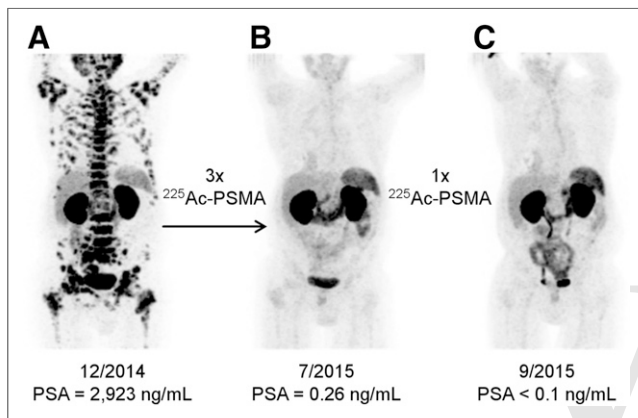 A
B
C
3x
²²⁵Ac-PSMA
1x
²²⁵Ac-PSMA
12/2014
PSA = 2,923 ng/mL
7/2015
PSA = 0.26 ng/mL
9/2015
PSA < 0.1 ng/mL